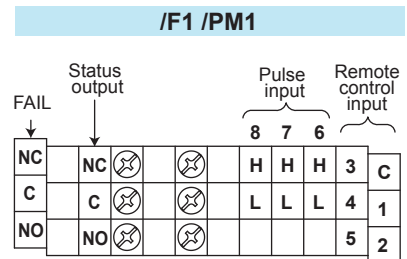 /F1 /PM1
Status output
Pulse input
Remote control input
FAIL
8 7 6
NC NC H H H 3 C
C C L L L 4 1
NO NO 5 2